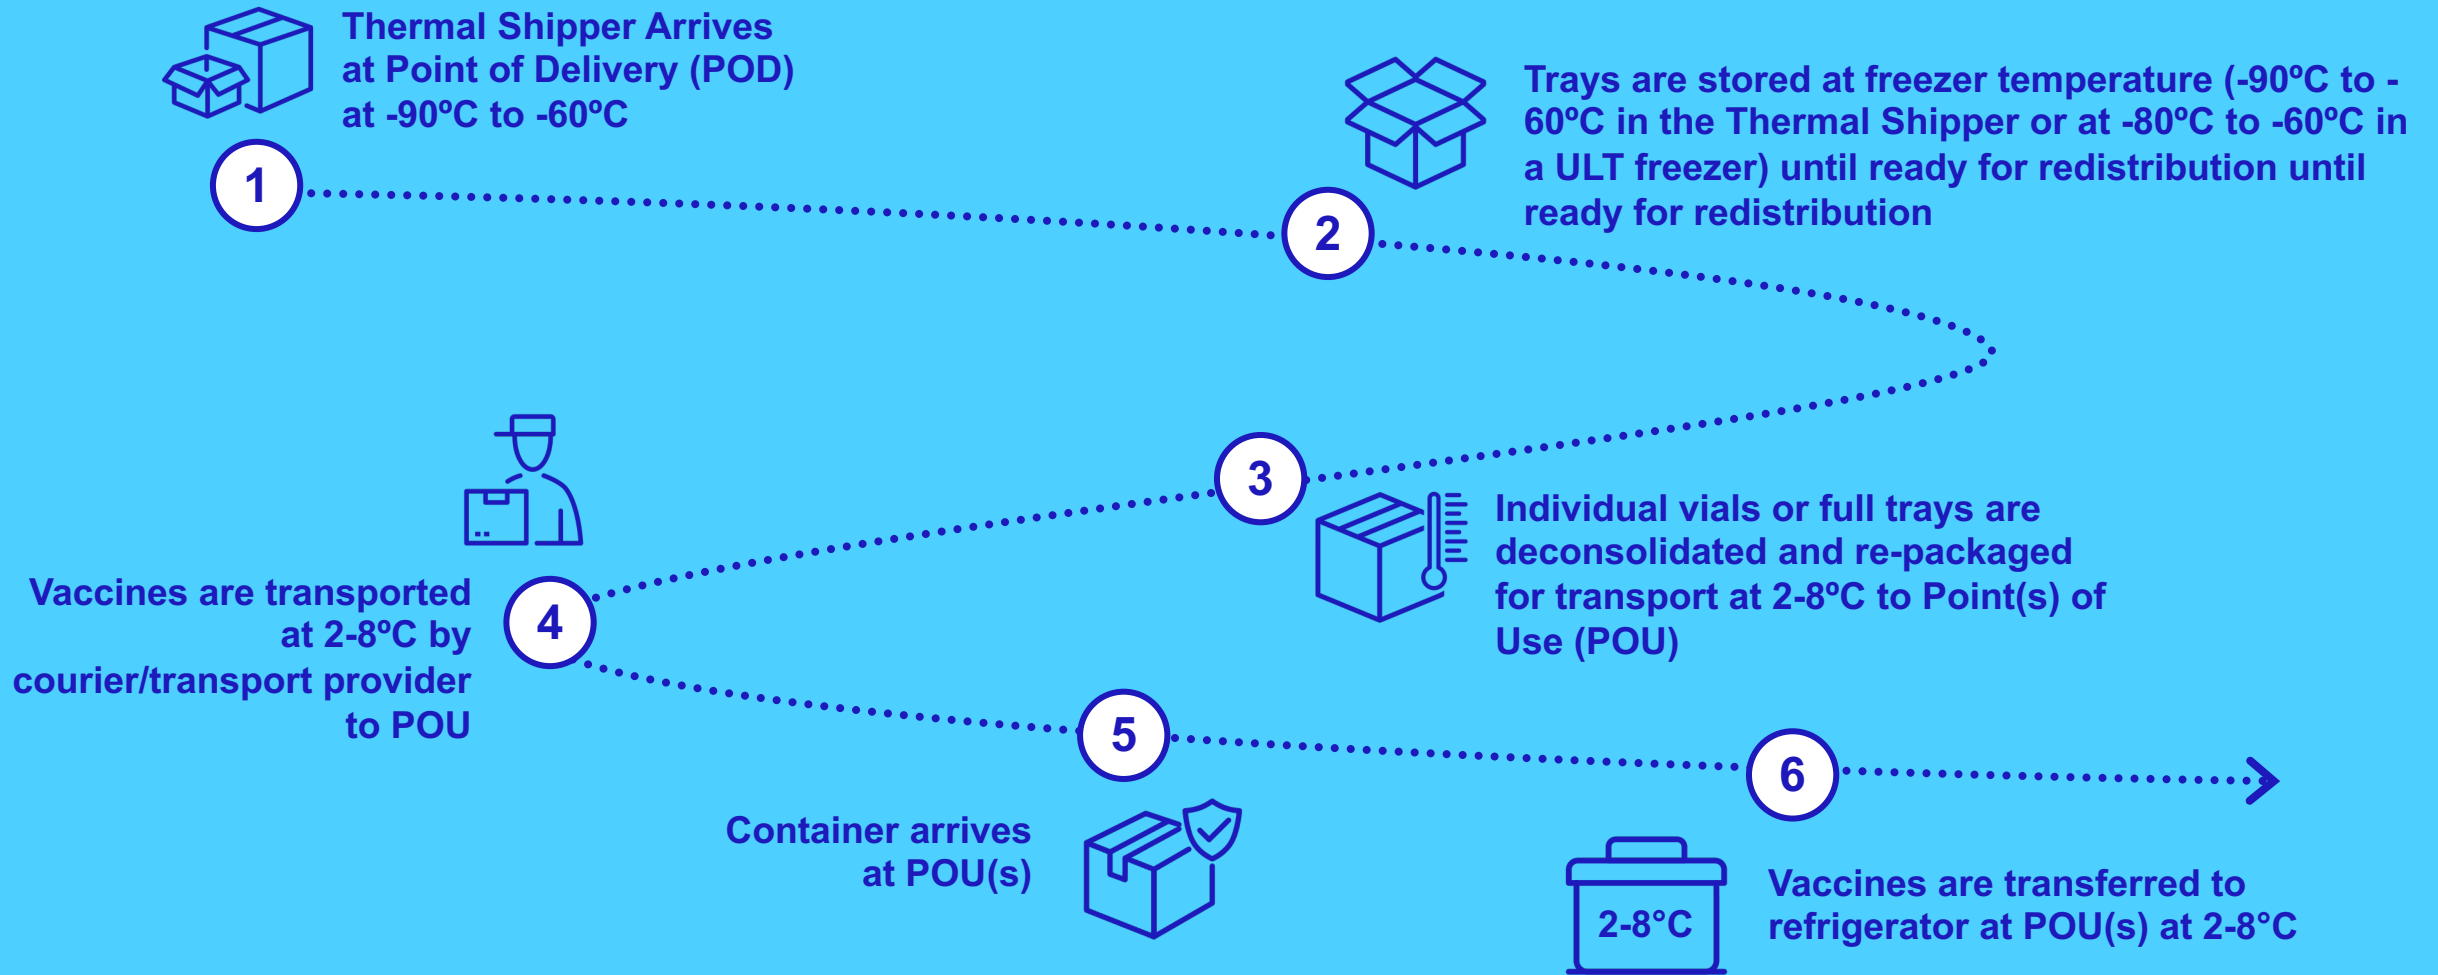 Thermal Shipper Arrives
at Point of Delivery (POD)
at -90ºC to -60ºC
1
Trays are stored at freezer temperature (-90ºC to -
60ºC in the Thermal Shipper or at -80ºC to -60ºC in
a ULT freezer) until ready for redistribution until
ready for redistribution
2
3
Individual vials or full trays are
deconsolidated and re-packaged
for transport at 2-8ºC to Point(s) of
Use (POU)
Vaccines are transported
at 2-8ºC by
courier/transport provider
to POU
4
5
Container arrives
at POU(s)
6
2-8°C
Vaccines are transferred to
refrigerator at POU(s) at 2-8°C